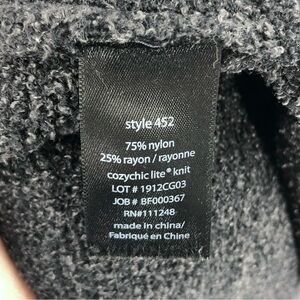 style 452
75% nylon
25% rayon / rayonne
cozychic lite® knit
LOT # 1912CG03
JOB # BF000367
RN#111248
made in china/
Fabriqué en Chine